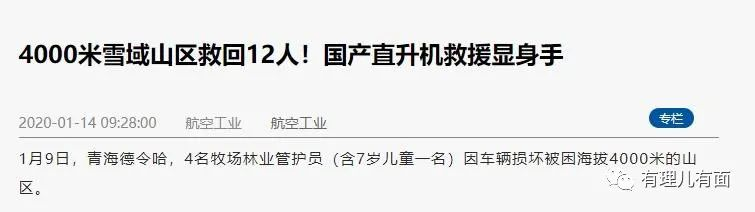 4000米雪域山区救回12人！国产直升机救援显身手
2020-01-14 09:28:00 航空工业 航空工业 专栏
1月9日，青海德令哈，4名牧场林业管护员（含7岁儿童一名）因车辆损坏被困海拔4000米的山
区。
有理儿有面